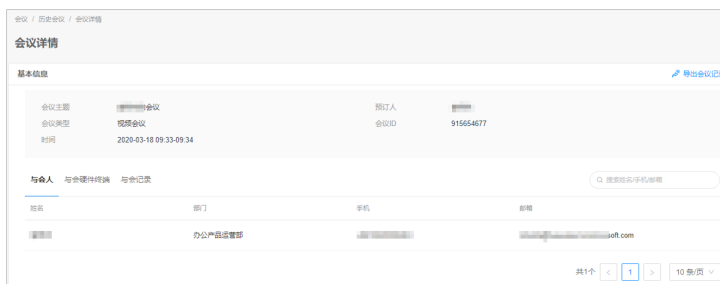 会议 / 历史会议 / 会议详情
会议详情
基本信息 导出会议记
会议主题 会议 预订人
会议类型 视频会议 会议ID 915654677
时间 2020-03-18 09:33-09:34
与会人 与会硬件终端 与会记录 搜索姓名/手机/邮箱
姓名 部门 手机 邮箱
办公产品运营部 soft.com
共1个 < 1 > 10 条/页